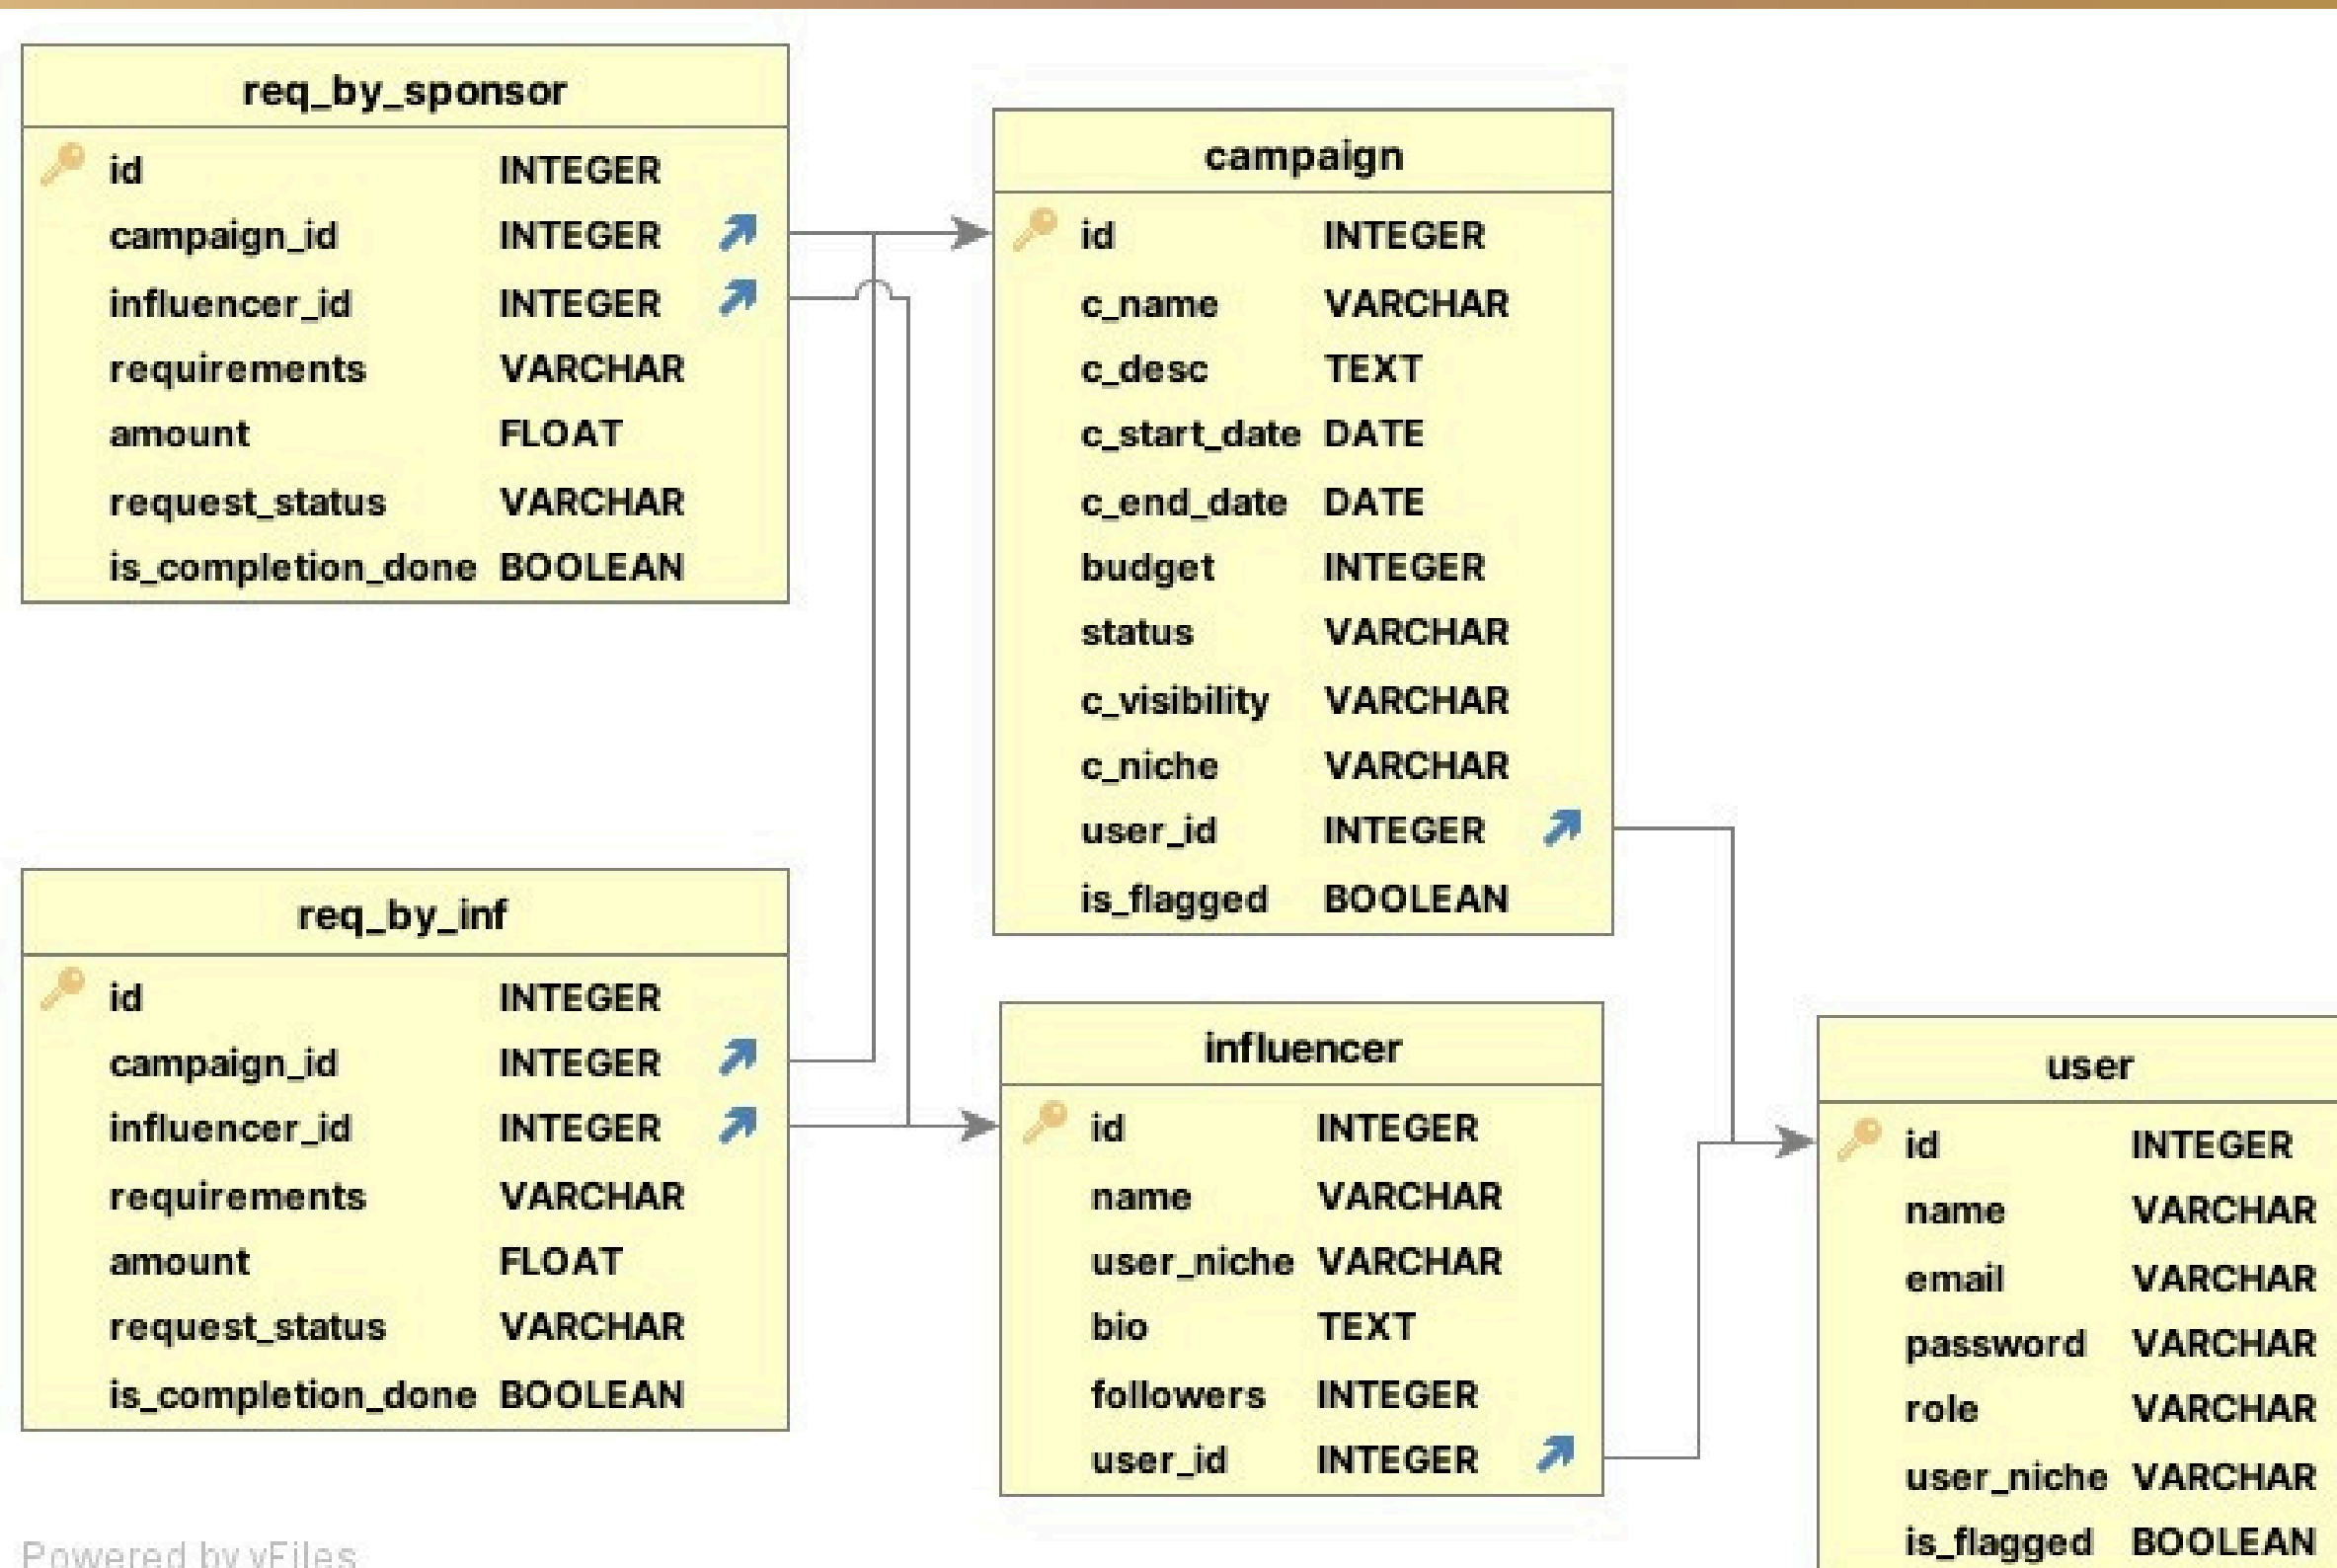 req_by_sponsor
id INTEGER
campaign_id INTEGER
influencer_id INTEGER
requirements VARCHAR
amount FLOAT
request_status VARCHAR
is_completion_done BOOLEAN
campaign
id INTEGER
c_name VARCHAR
c_desc TEXT
c_start_date DATE
c_end_date DATE
budget INTEGER
status VARCHAR
c_visibility VARCHAR
c_niche VARCHAR
user_id INTEGER
is_flagged BOOLEAN
req_by_inf
id INTEGER
campaign_id INTEGER
influencer_id INTEGER
requirements VARCHAR
amount FLOAT
request_status VARCHAR
is_completion_done BOOLEAN
influencer
id INTEGER
name VARCHAR
user_niche VARCHAR
bio TEXT
followers INTEGER
user_id INTEGER
user
id INTEGER
name VARCHAR
email VARCHAR
password VARCHAR
role VARCHAR
user_niche VARCHAR
is_flagged BOOLEAN
Powered by yFiles